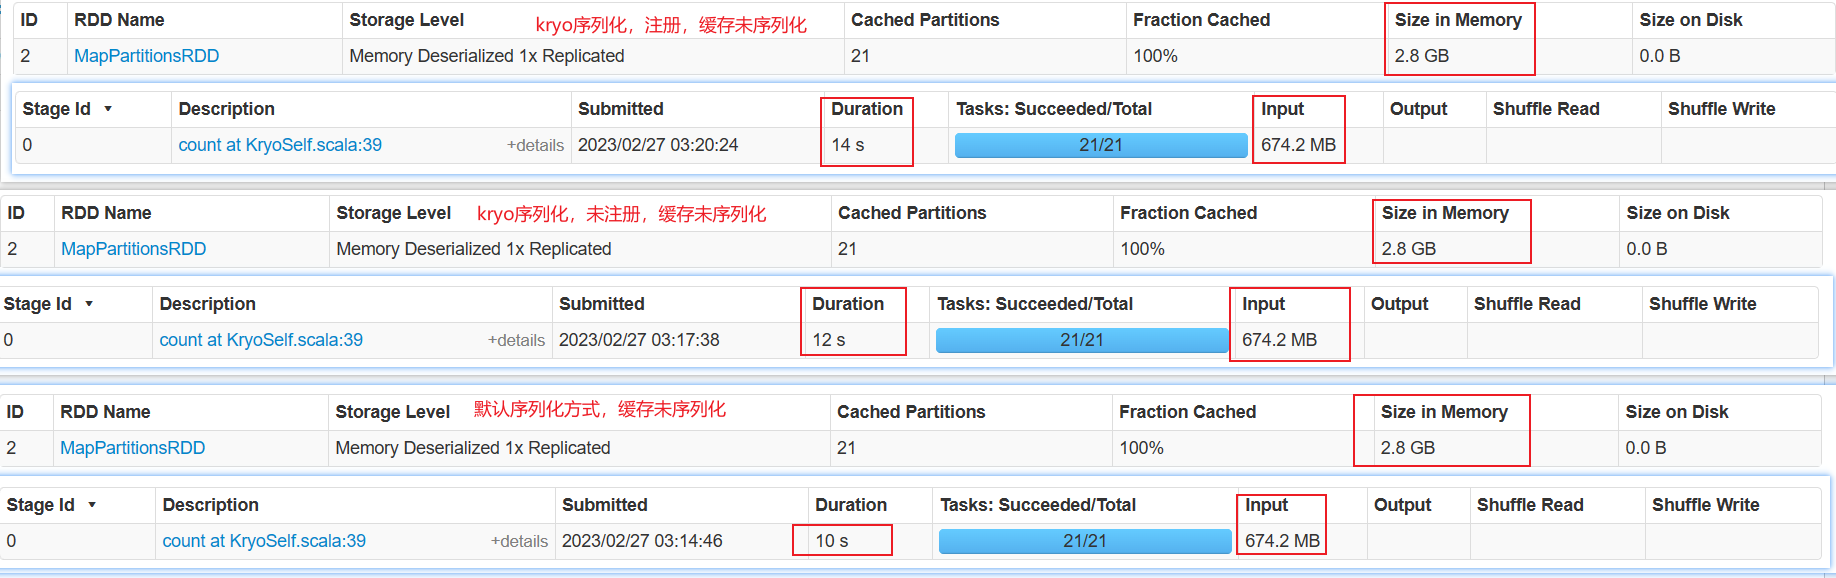 ID RDD Name Storage Level kryo序列化，注册，缓存未序列化 Cached Partitions Fraction Cached Size in Memory Size on Disk
2 MapPartitionsRDD Memory Deserialized 1x Replicated 21 100% 2.8 GB 0.0 B
Stage Id Description Submitted Duration Tasks: Succeeded/Total Input Output Shuffle Read Shuffle Write
0 count at KryoSelf.scala:39 +details 2023/02/27 03:20:24 14 s 21/21 674.2 MB
ID RDD Name Storage Level kryo序列化，未注册，缓存未序列化 Cached Partitions Fraction Cached Size in Memory Size on Disk
2 MapPartitionsRDD Memory Deserialized 1x Replicated 21 100% 2.8 GB 0.0 B
Stage Id Description Submitted Duration Tasks: Succeeded/Total Input Output Shuffle Read Shuffle Write
0 count at KryoSelf.scala:39 +details 2023/02/27 03:17:38 12 s 21/21 674.2 MB
ID RDD Name Storage Level 默认序列化方式，缓存未序列化 Cached Partitions Fraction Cached Size in Memory Size on Disk
2 MapPartitionsRDD Memory Deserialized 1x Replicated 21 100% 2.8 GB 0.0 B
Stage Id Description Submitted Duration Tasks: Succeeded/Total Input Output Shuffle Read Shuffle Write
0 count at KryoSelf.scala:39 +details 2023/02/27 03:14:46 10 s 21/21 674.2 MB